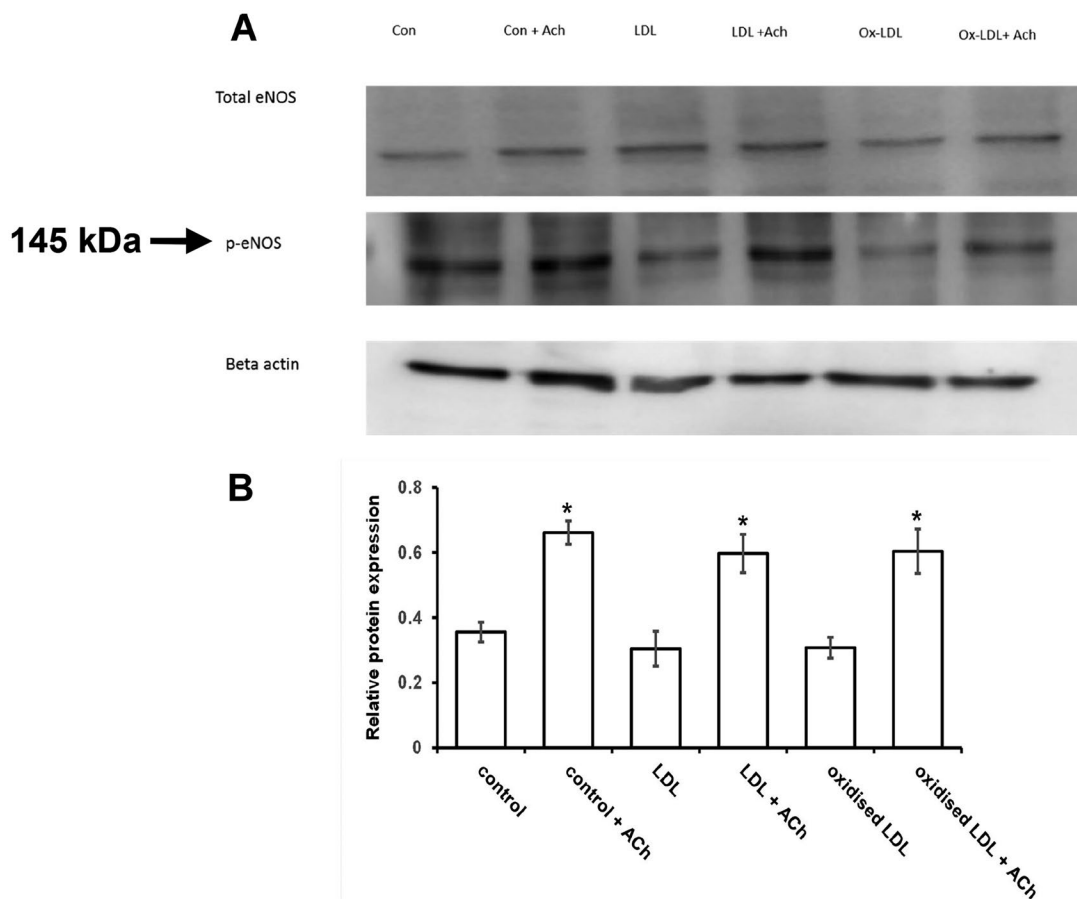 A
Con
Con + Ach
LDL
LDL +Ach
Ox-LDL
Ox-LDL+ Ach
Total eNOS
145 kDa
p-eNOS
Beta actin
B
Relative protein expression
0.8
0.6
0.4
0.2
0
*
*
*
control
control + ACh
LDL
LDL + ACh
oxidised LDL
oxidised LDL + ACh